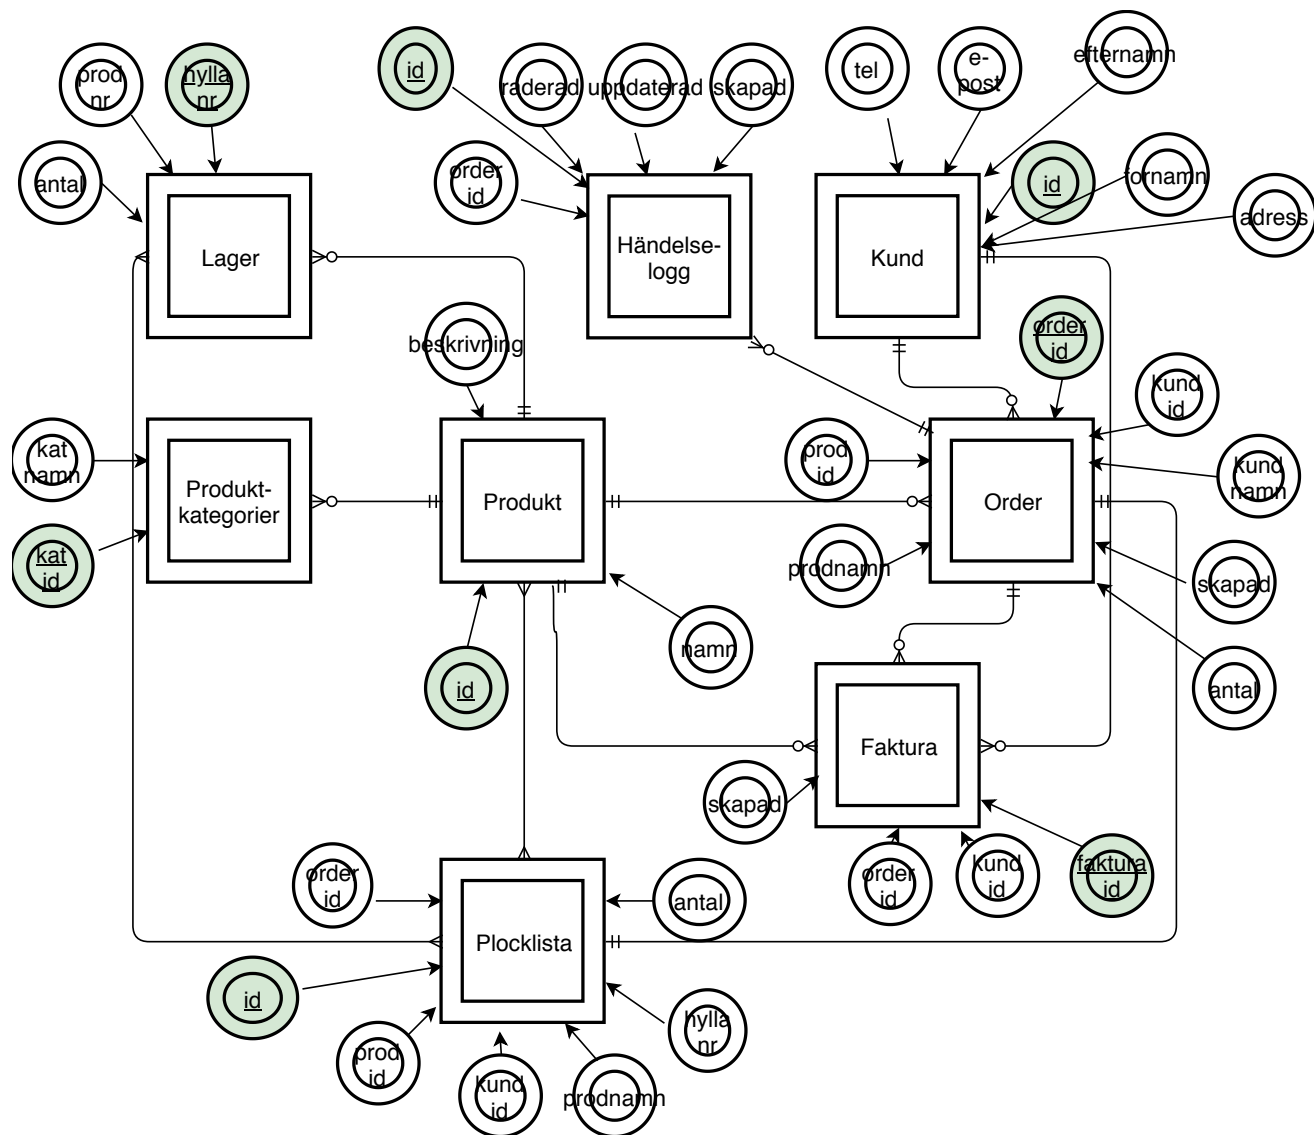 prod
nr
hylla
nr
id
raderad
uppdaterad
skapad
tel
e-
post
efternamn
antal
order
id
id
fornamn
adress
Lager
Händelse-
logg
Kund
beskrivning
order
id
kund
id
kat
namn
Produkt-
kategorier
Produkt
prod
id
Order
kund
namn
kat
id
prodnamn
skapad
namn
id
antal
Faktura
skapad
order
id
kund
id
faktura
id
order
id
antal
Plocklista
id
hylla
nr
prod
id
kund
id
prodnamn